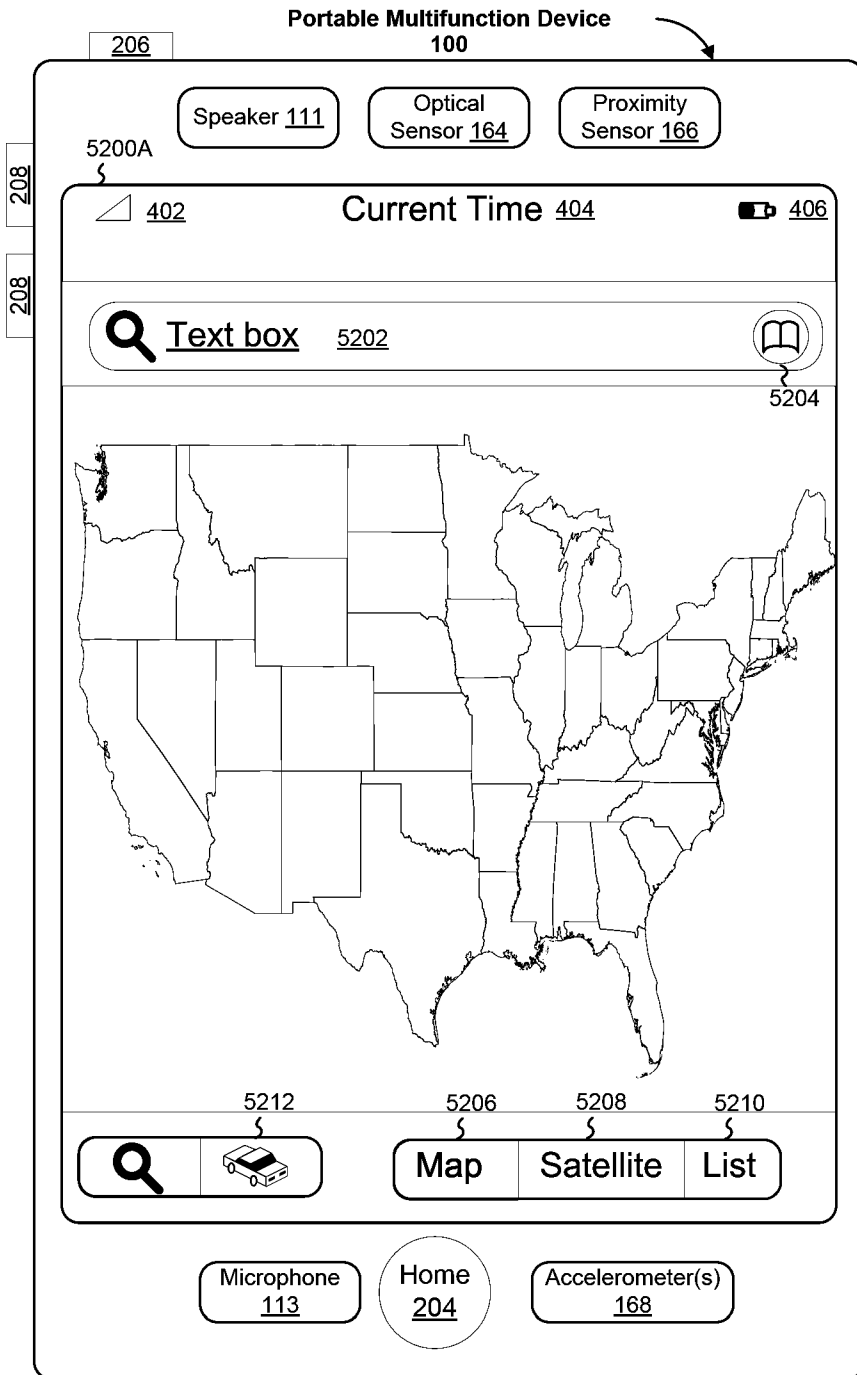 Portable Multifunction Device
100
206
Speaker 111
Optical
Sensor 164
Proximity
Sensor 166
5200A
208
208
402
Current Time 404
406
Text box 5202
5204
5212
5206
5208
5210
Map
Satellite
List
Microphone
113
Home
204
Accelerometer(s)
168